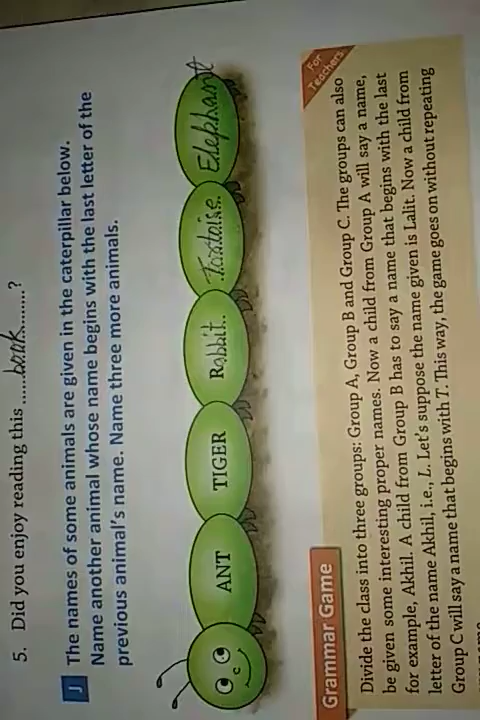 5. Did you enjoy reading this ......book.........?
J The names of some animals are given in the caterpillar below.
Name another animal whose name begins with the last letter of the
previous animal's name. Name three more animals.
ANT TIGER Rabbit.. .Tortoise. Elephant
Grammar Game
For
Teachers
Divide the class into three groups: Group A, Group B and Group C. The groups can also
be given some interesting proper names. Now a child from Group A will say a name,
for example, Akhil. A child from Group B has to say a name that begins with the last
letter of the name Akhil, i.e., L. Let's suppose the name given is Lalit. Now a child from
Group C will say a name that begins with T. This way, the game goes on without repeating